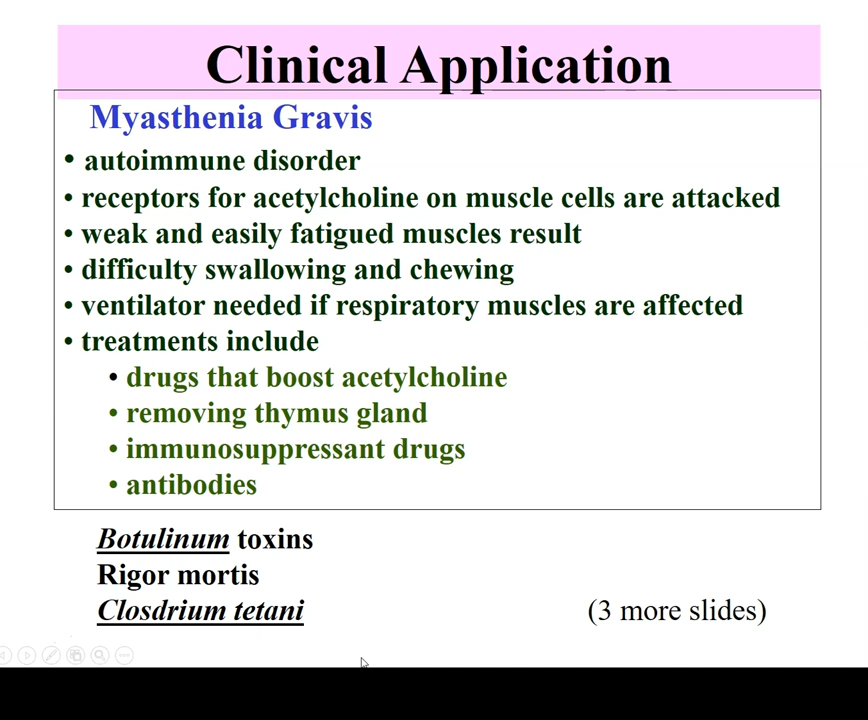 Clinical Application
Myasthenia Gravis
• autoimmune disorder
• receptors for acetylcholine on muscle cells are attacked
• weak and easily fatigued muscles result
• difficulty swallowing and chewing
• ventilator needed if respiratory muscles are affected
• treatments include
• drugs that boost acetylcholine
• removing thymus gland
• immunosuppressant drugs
• antibodies
Botulinum toxins
Rigor mortis
Closdrium tetani
(3 more slides)